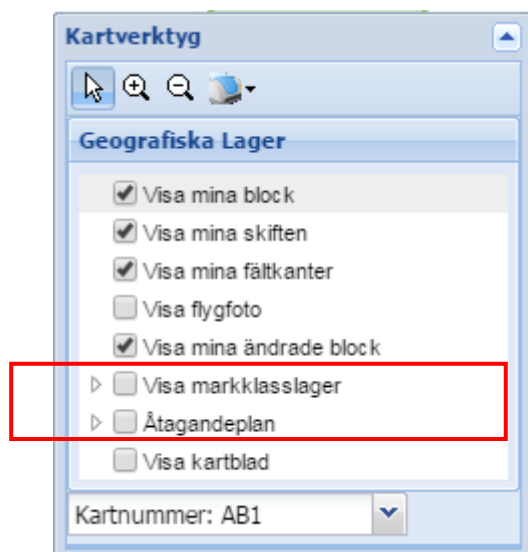 Kartverktyg
Geografiska Lager
Visa mina block
Visa mina skiften
Visa mina fältkanter
Visa flygfoto
Visa mina ändrade block
Visa markklasslager
Åtagandeplan
Visa kartblad
Kartnummer: AB1